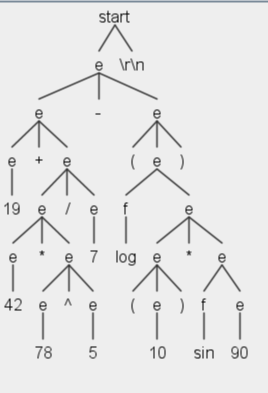 start
e \r\n
e - e
e + e ( e )
19 e / e f e
e * e 7 log e * e
42 e ^ e ( e ) f e
78 5 10 sin 90